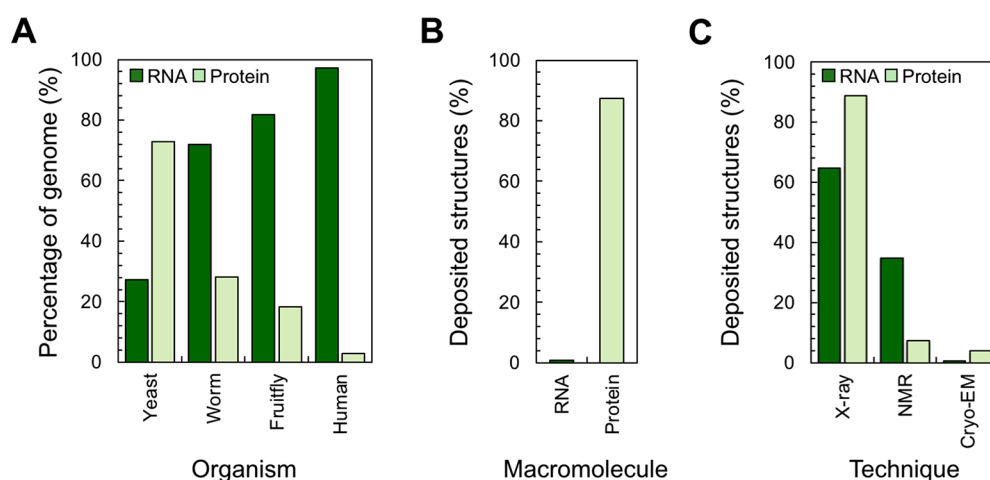 A
Percentage of genome (%)
100
80
60
40
20
0
RNA Protein
Yeast
Worm
Fruitfly
Human
Organism
B
Deposited structures (%)
100
80
60
40
20
0
RNA
Protein
Macromolecule
C
Deposited structures (%)
100
80
60
40
20
0
RNA Protein
X-ray
NMR
Cryo-EM
Technique